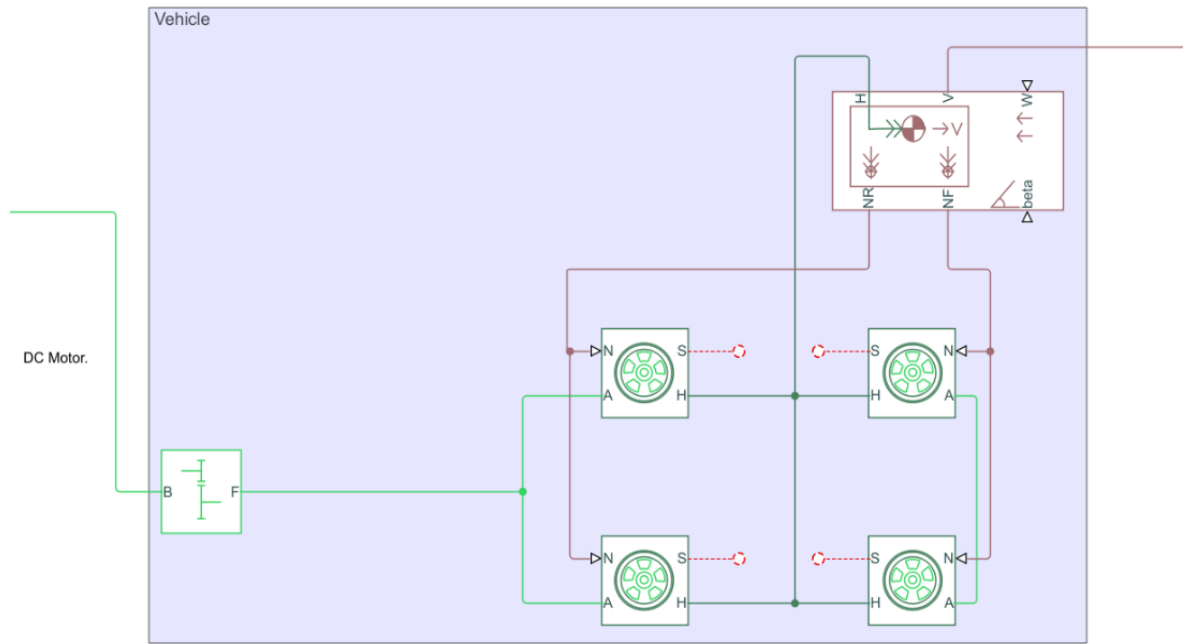 Vehicle
H V W
NR NF beta
DC Motor.
N S S N
A H H A
B F
N S S N
A H H A